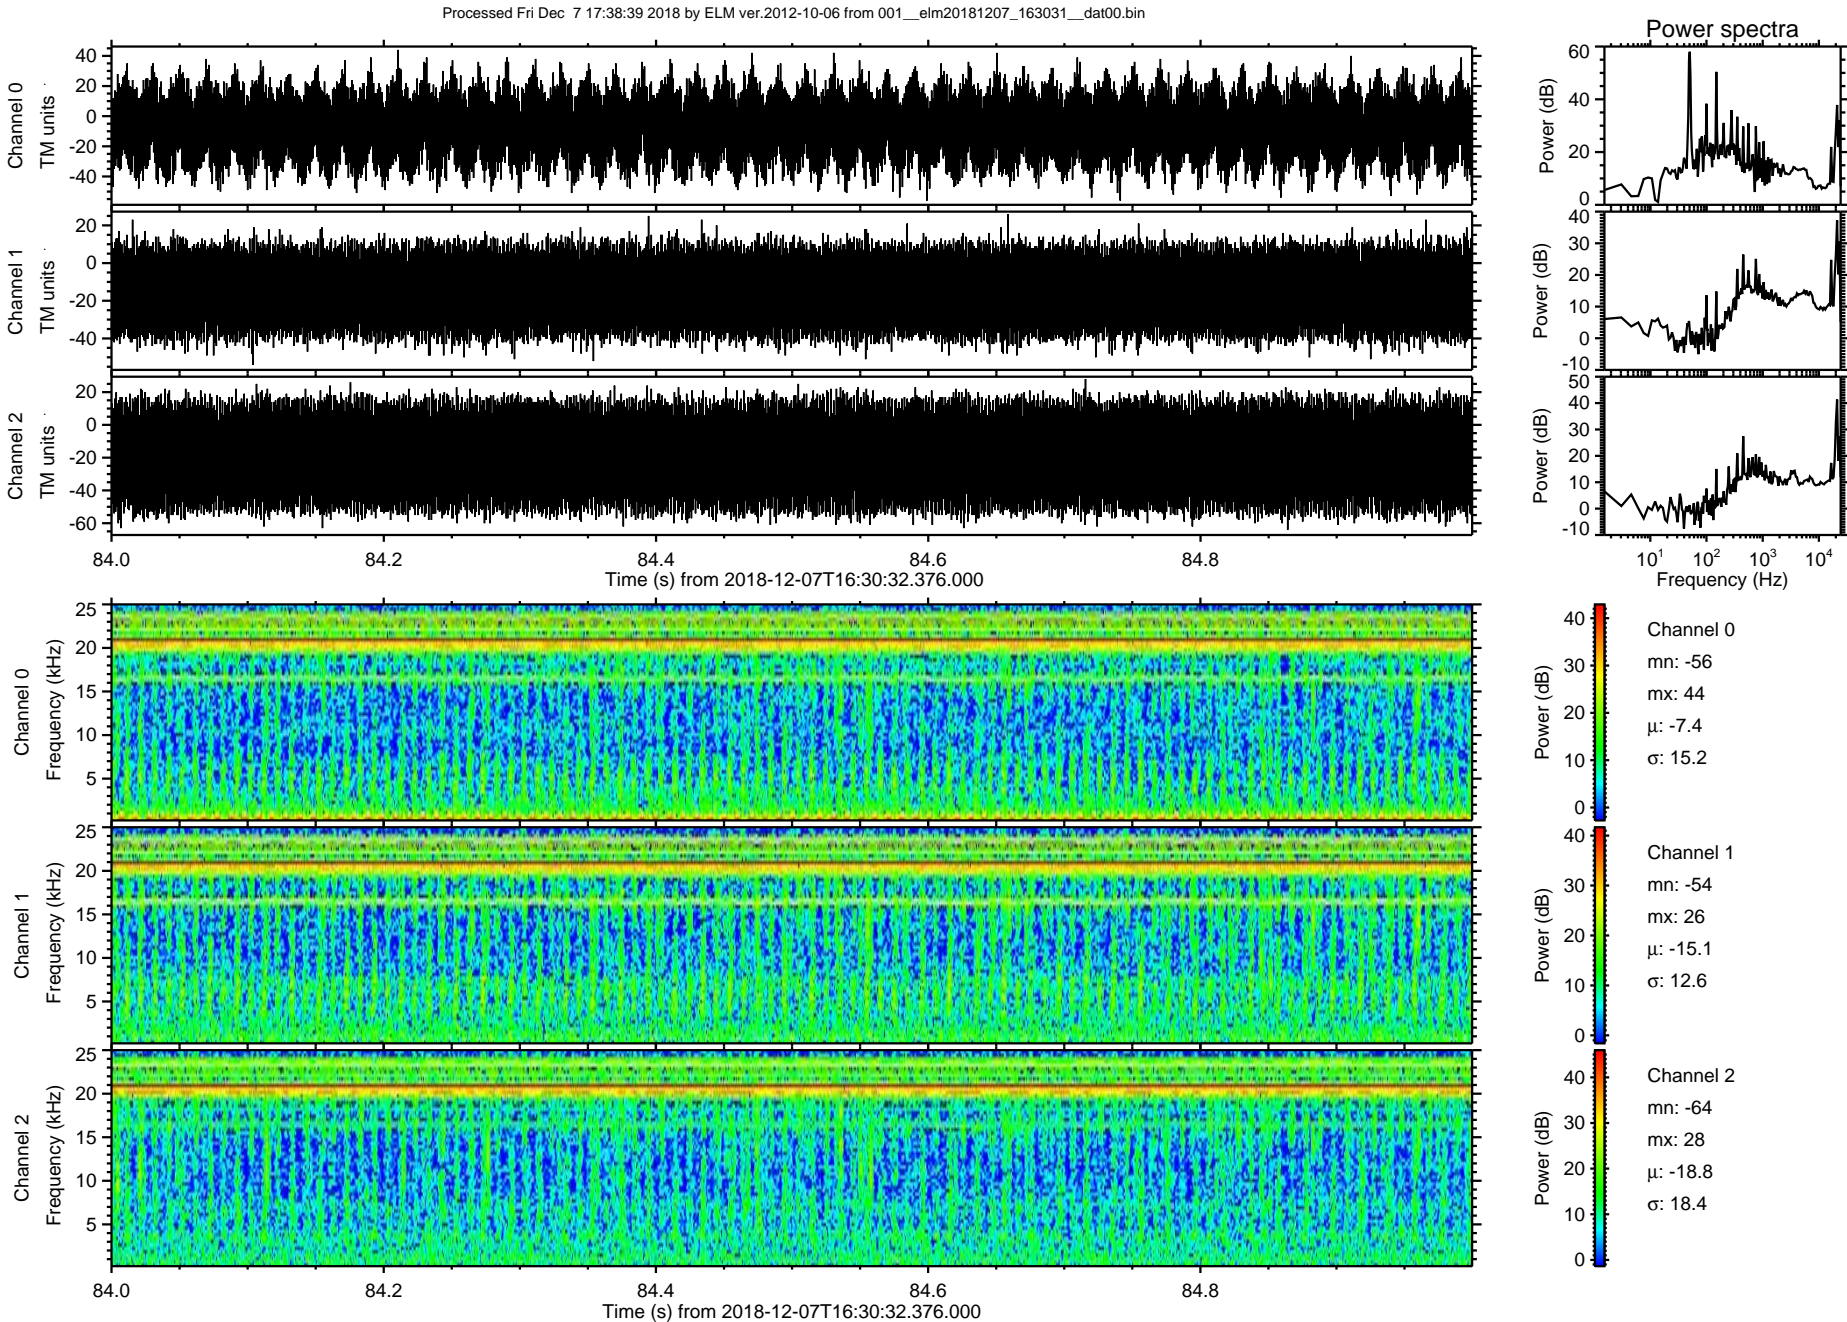 Processed Fri Dec  7 17:38:39 2018 by ELM ver.2012-10-06 from 001__elm20181207_163031__dat00.bin
Power spectra
Channel 0
TM units
40
20
0
-20
-40
Power (dB)
60
40
20
0
Channel 1
TM units
20
0
-20
-40
Power (dB)
40
30
20
10
0
-10
Channel 2
TM units
20
0
-20
-40
-60
Power (dB)
50
40
30
20
10
0
-10
84.0 84.2 84.4 84.6 84.8
Time (s) from 2018-12-07T16:30:32.376.000
10¹ 10² 10³ 10⁴
Frequency (Hz)
Channel 0
Frequency (kHz)
25
20
15
10
5
Power (dB)
40
30
20
10
0
Channel 0
mn: -56
mx: 44
μ: -7.4
σ: 15.2
Channel 1
Frequency (kHz)
25
20
15
10
5
Power (dB)
40
30
20
10
0
Channel 1
mn: -54
mx: 26
μ: -15.1
σ: 12.6
Channel 2
Frequency (kHz)
25
20
15
10
5
Power (dB)
40
30
20
10
0
Channel 2
mn: -64
mx: 28
μ: -18.8
σ: 18.4
84.0 84.2 84.4 84.6 84.8
Time (s) from 2018-12-07T16:30:32.376.000